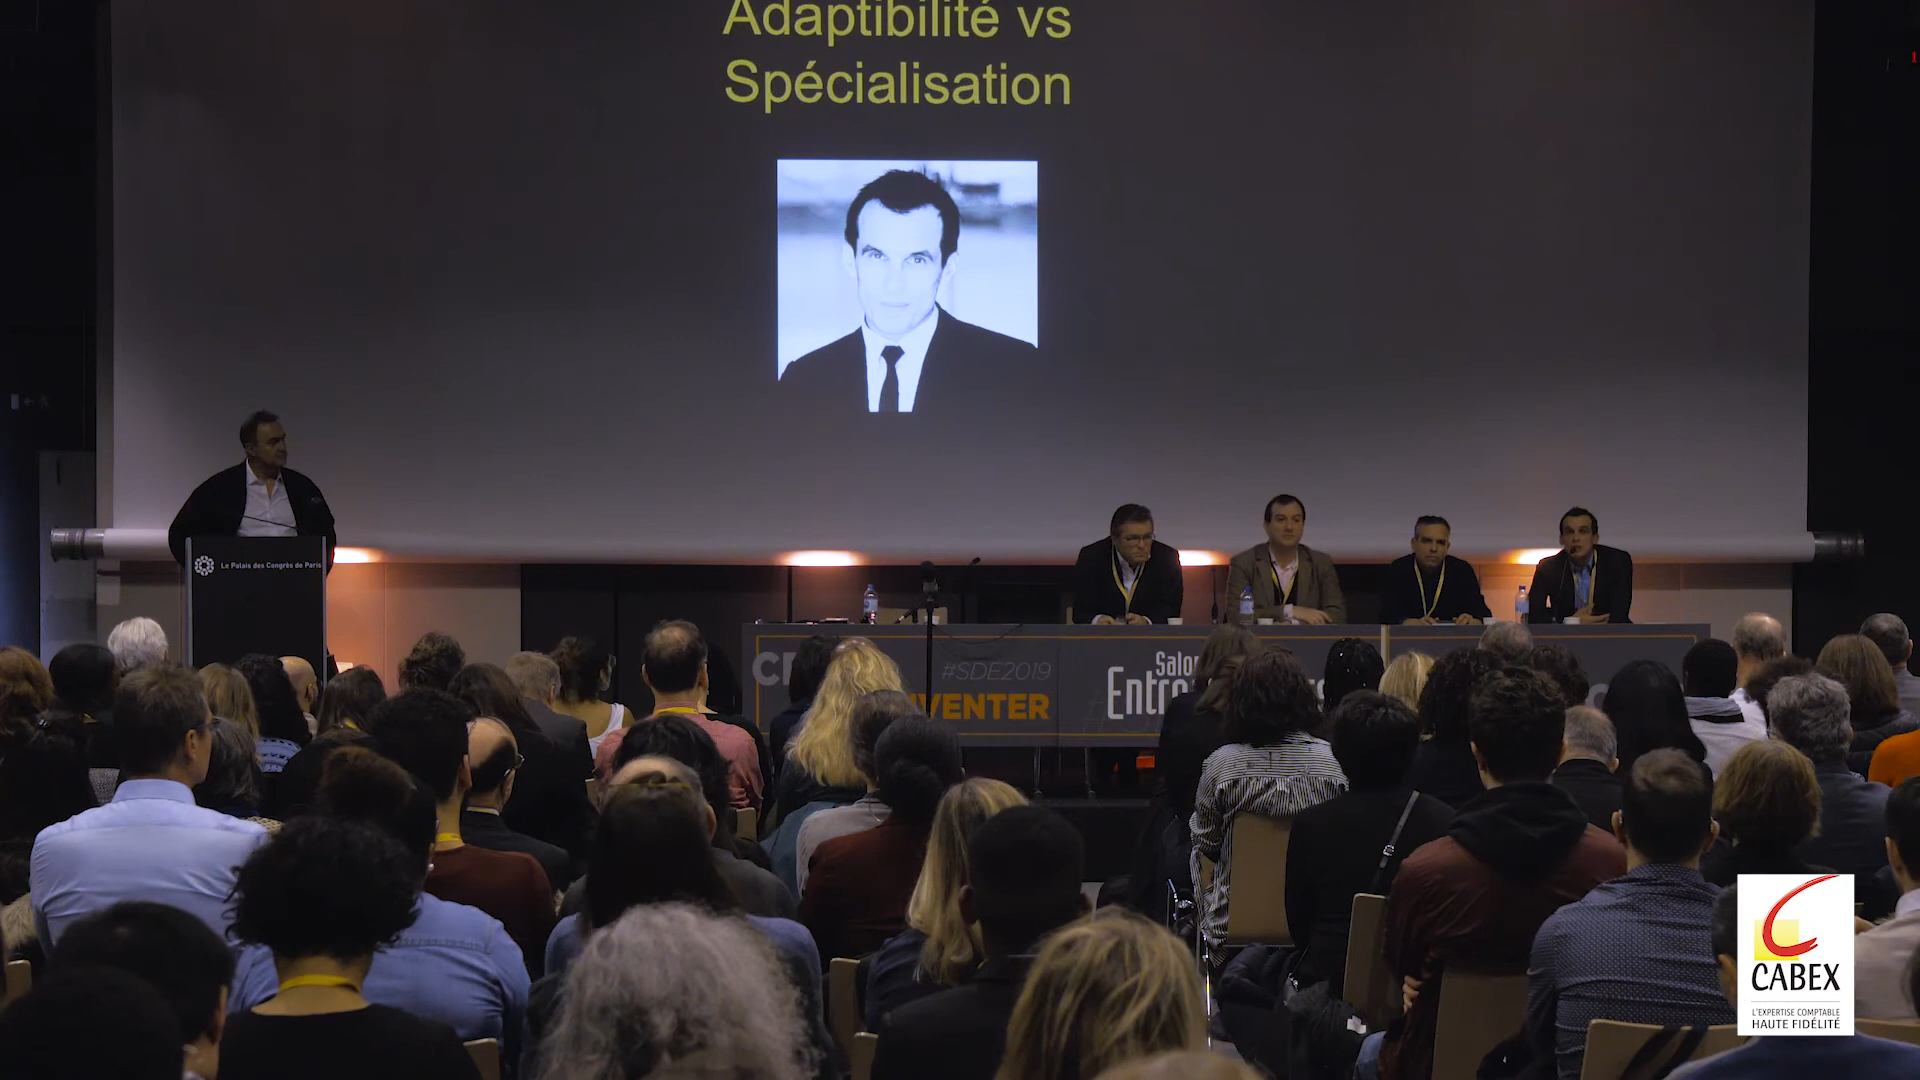 Adaptibilité vs
Spécialisation
Le Palais des Congrès de Paris
#SDE2019
VENTER
Salon
CABEX
L'EXPERTISE COMPTABLE
HAUTE FIDÉLITÉ